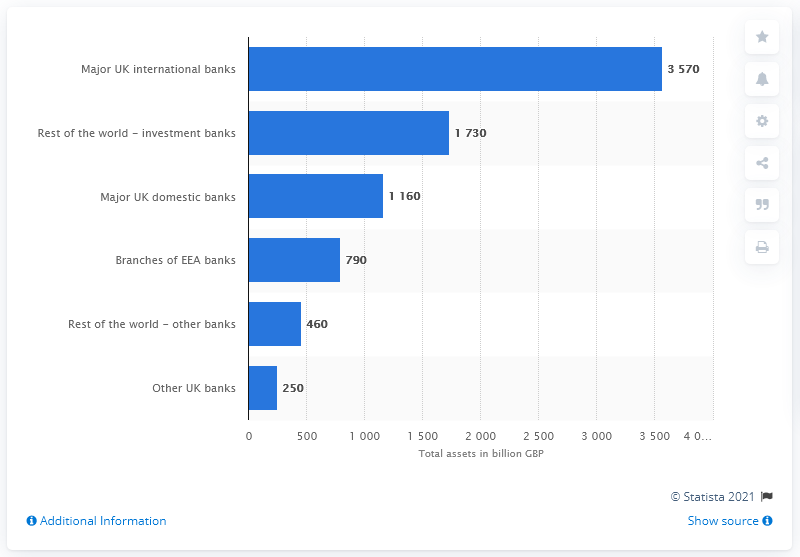 Major UK international banks 3 570
Rest of the world - investment banks 1 730
Major UK domestic banks 1 160
Branches of EEA banks 790
Rest of the world - other banks 460
Other UK banks 250
0 500 1 000 1 500 2 000 2 500 3 000 3 500 4 0...
Total assets in billion GBP
© Statista 2021
Additional Information
Show source